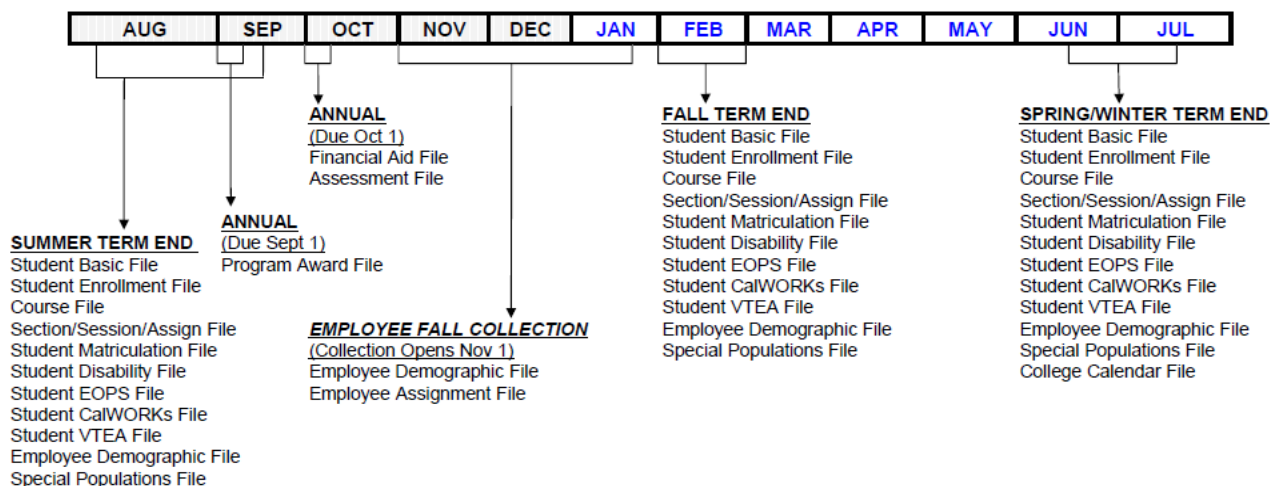 AUG SEP OCT NOV DEC JAN FEB MAR APR MAY JUN JUL
SUMMER TERM END
Student Basic File
Student Enrollment File
Course File
Section/Session/Assign File
Student Matriculation File
Student Disability File
Student EOPS File
Student CalWORKs File
Student VTEA File
Employee Demographic File
Special Populations File
ANNUAL
(Due Sept 1)
Program Award File
ANNUAL
(Due Oct 1)
Financial Aid File
Assessment File
EMPLOYEE FALL COLLECTION
(Collection Opens Nov 1)
Employee Demographic File
Employee Assignment File
FALL TERM END
Student Basic File
Student Enrollment File
Course File
Section/Session/Assign File
Student Matriculation File
Student Disability File
Student EOPS File
Student CalWORKs File
Student VTEA File
Employee Demographic File
Special Populations File
SPRING/WINTER TERM END
Student Basic File
Student Enrollment File
Course File
Section/Session/Assign File
Student Matriculation File
Student Disability File
Student EOPS File
Student CalWORKs File
Student VTEA File
Employee Demographic File
Special Populations File
College Calendar File